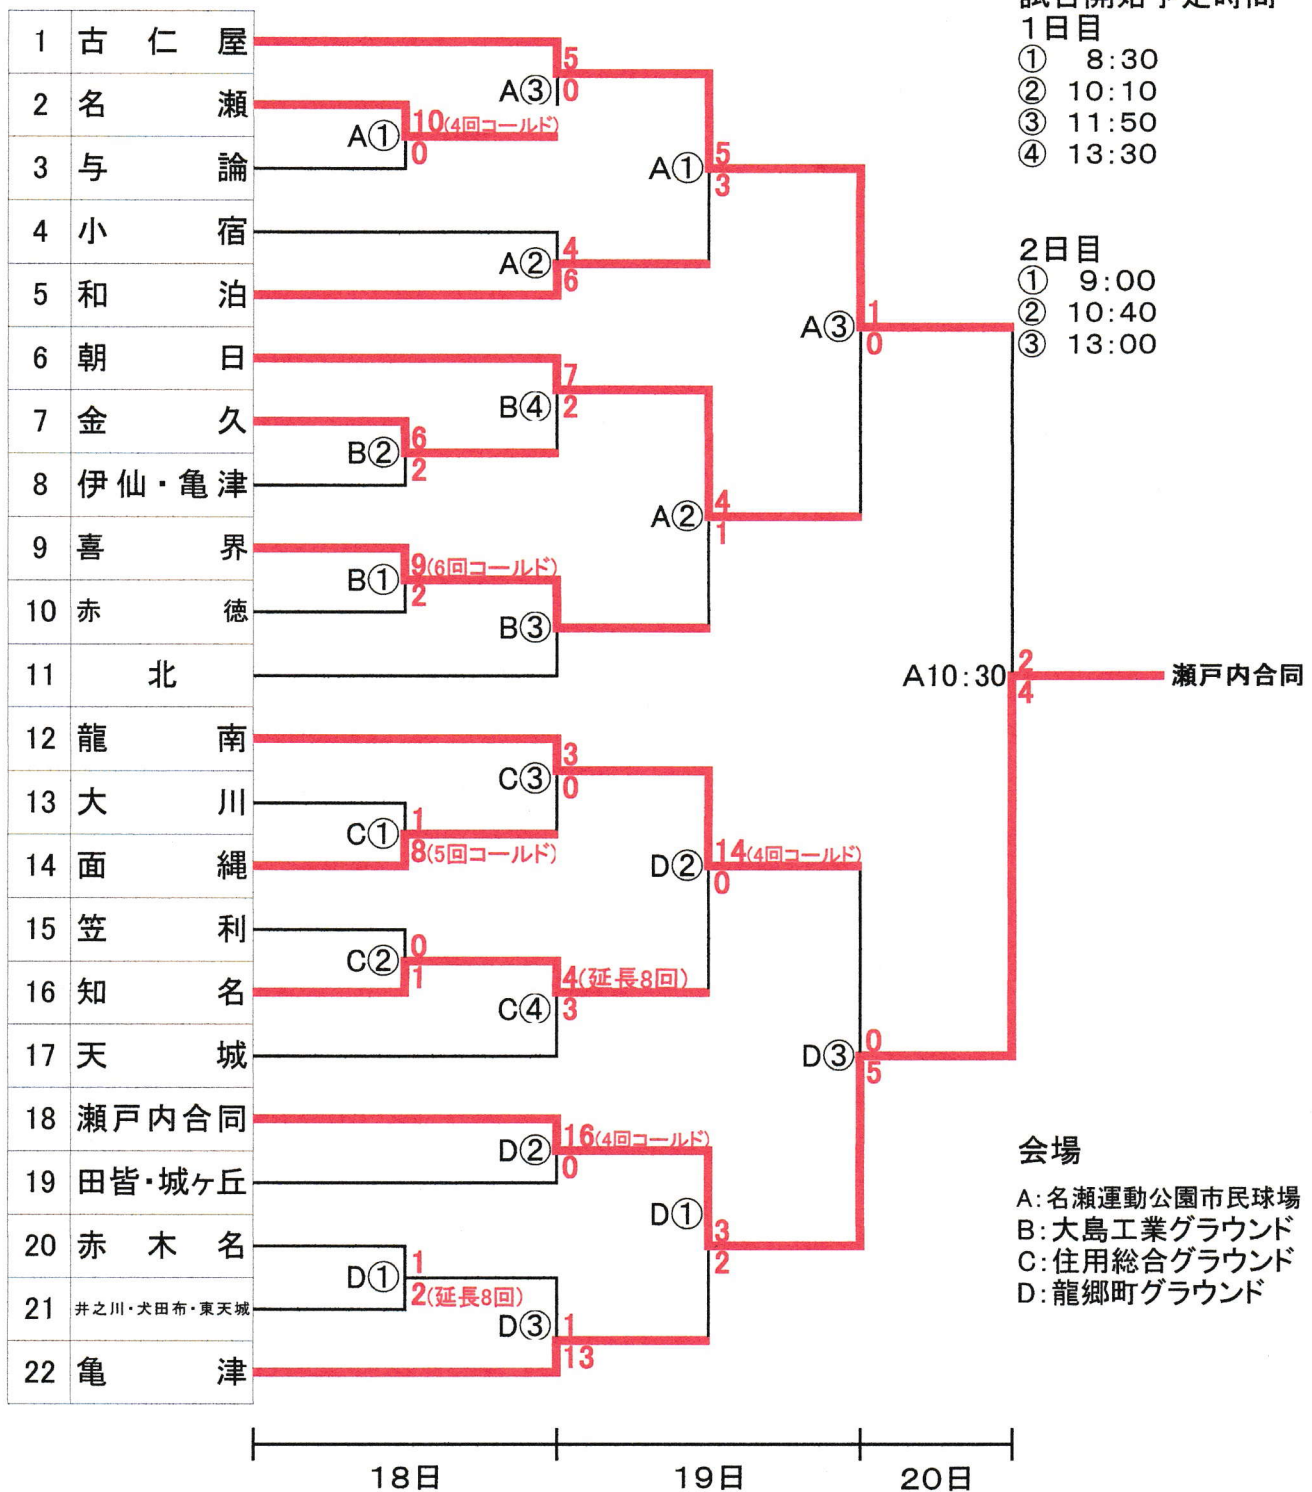 試合開始予定時間
1日目
① 8:30
② 10:10
③ 11:50
④ 13:30
2日目
① 9:00
② 10:40
③ 13:00
1 古仁屋
2 名瀬
3 与論
4 小宿
5 和泊
6 朝日
7 金久
8 伊仙・亀津
9 喜界
10 赤徳
11 北
12 龍南
13 大川
14 面縄
15 笠利
16 知名
17 天城
18 瀬戸内合同
19 田皆・城ヶ丘
20 赤木名
21 井之川・犬田布・東天城
22 亀津
A① 10(4回コールド)
0
B② 6
2
B① 9(6回コールド)
2
C① 1
8(5回コールド)
C② 0
1
D① 1
2(延長8回)
A③ 5
0
A② 4
6
B④ 7
2
B③
C③ 3
0
C④ 4(延長8回)
3
D② 16(4回コールド)
0
D③ 1
13
A① 5
3
A② 4
1
D② 14(4回コールド)
0
D① 3
2
A③ 1
0
D③ 0
5
A10:30 2
4
瀬戸内合同
会場
A:名瀬運動公園市民球場
B:大島工業グラウンド
C:住用総合グラウンド
D:龍郷町グラウンド
18日 19日 20日